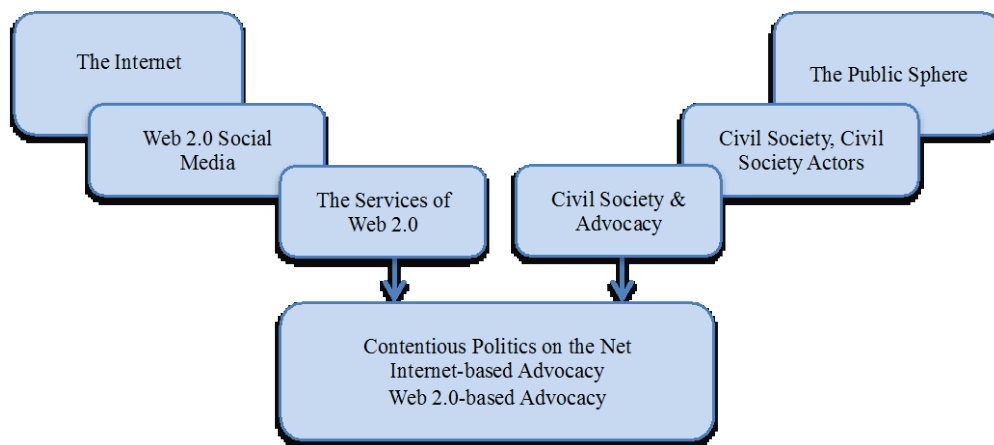 The Internet
The Public Sphere
Web 2.0 Social
Media
Civil Society, Civil
Society Actors
The Services of
Web 2.0
Civil Society &
Advocacy
Contentious Politics on the Net
Internet-based Advocacy
Web 2.0-based Advocacy